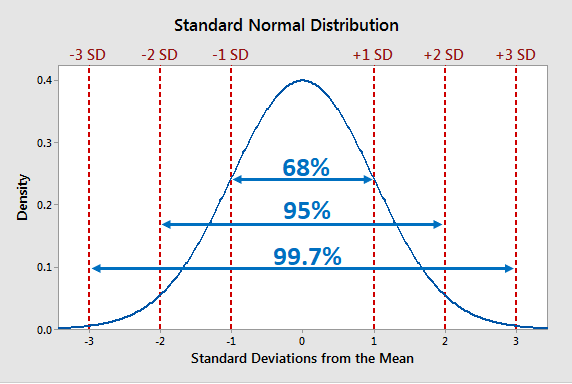 Standard Normal Distribution
-3 SD -2 SD -1 SD +1 SD +2 SD +3 SD
0.4
0.3
0.2
0.1
0.0
Density
68%
95%
99.7%
-3 -2 -1 0 1 2 3
Standard Deviations from the Mean